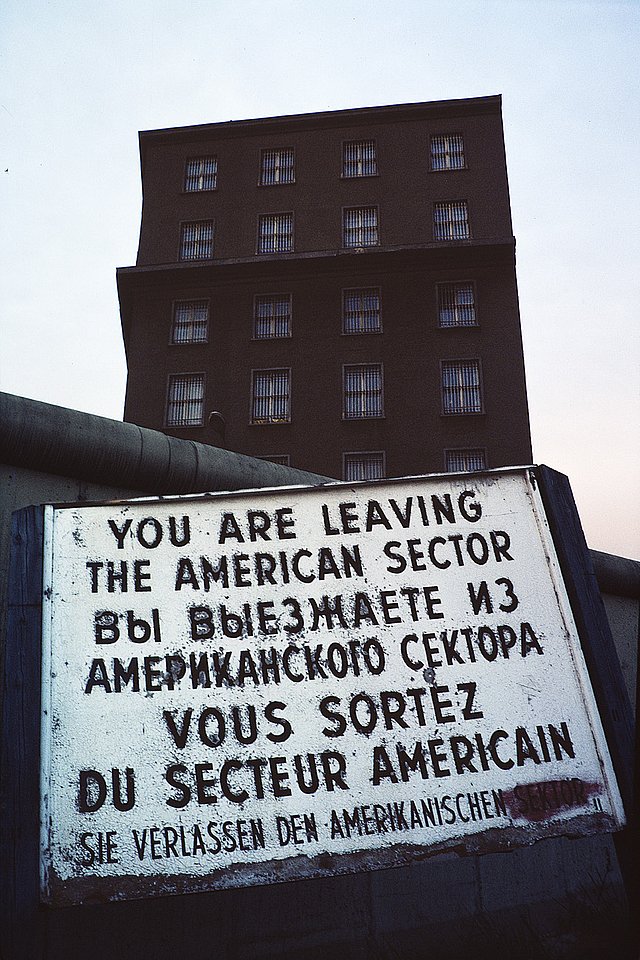 YOU ARE LEAVING
THE AMERICAN SECTOR
ВЫ ВЫЕЗЖАЕТЕ ИЗ
АМЕРИКАНСКОГО СЕКТОРА
VOUS SORTEZ
DU SECTEUR AMERICAIN
SIE VERLASSEN DEN AMERIKANISCHEN SEKTOR